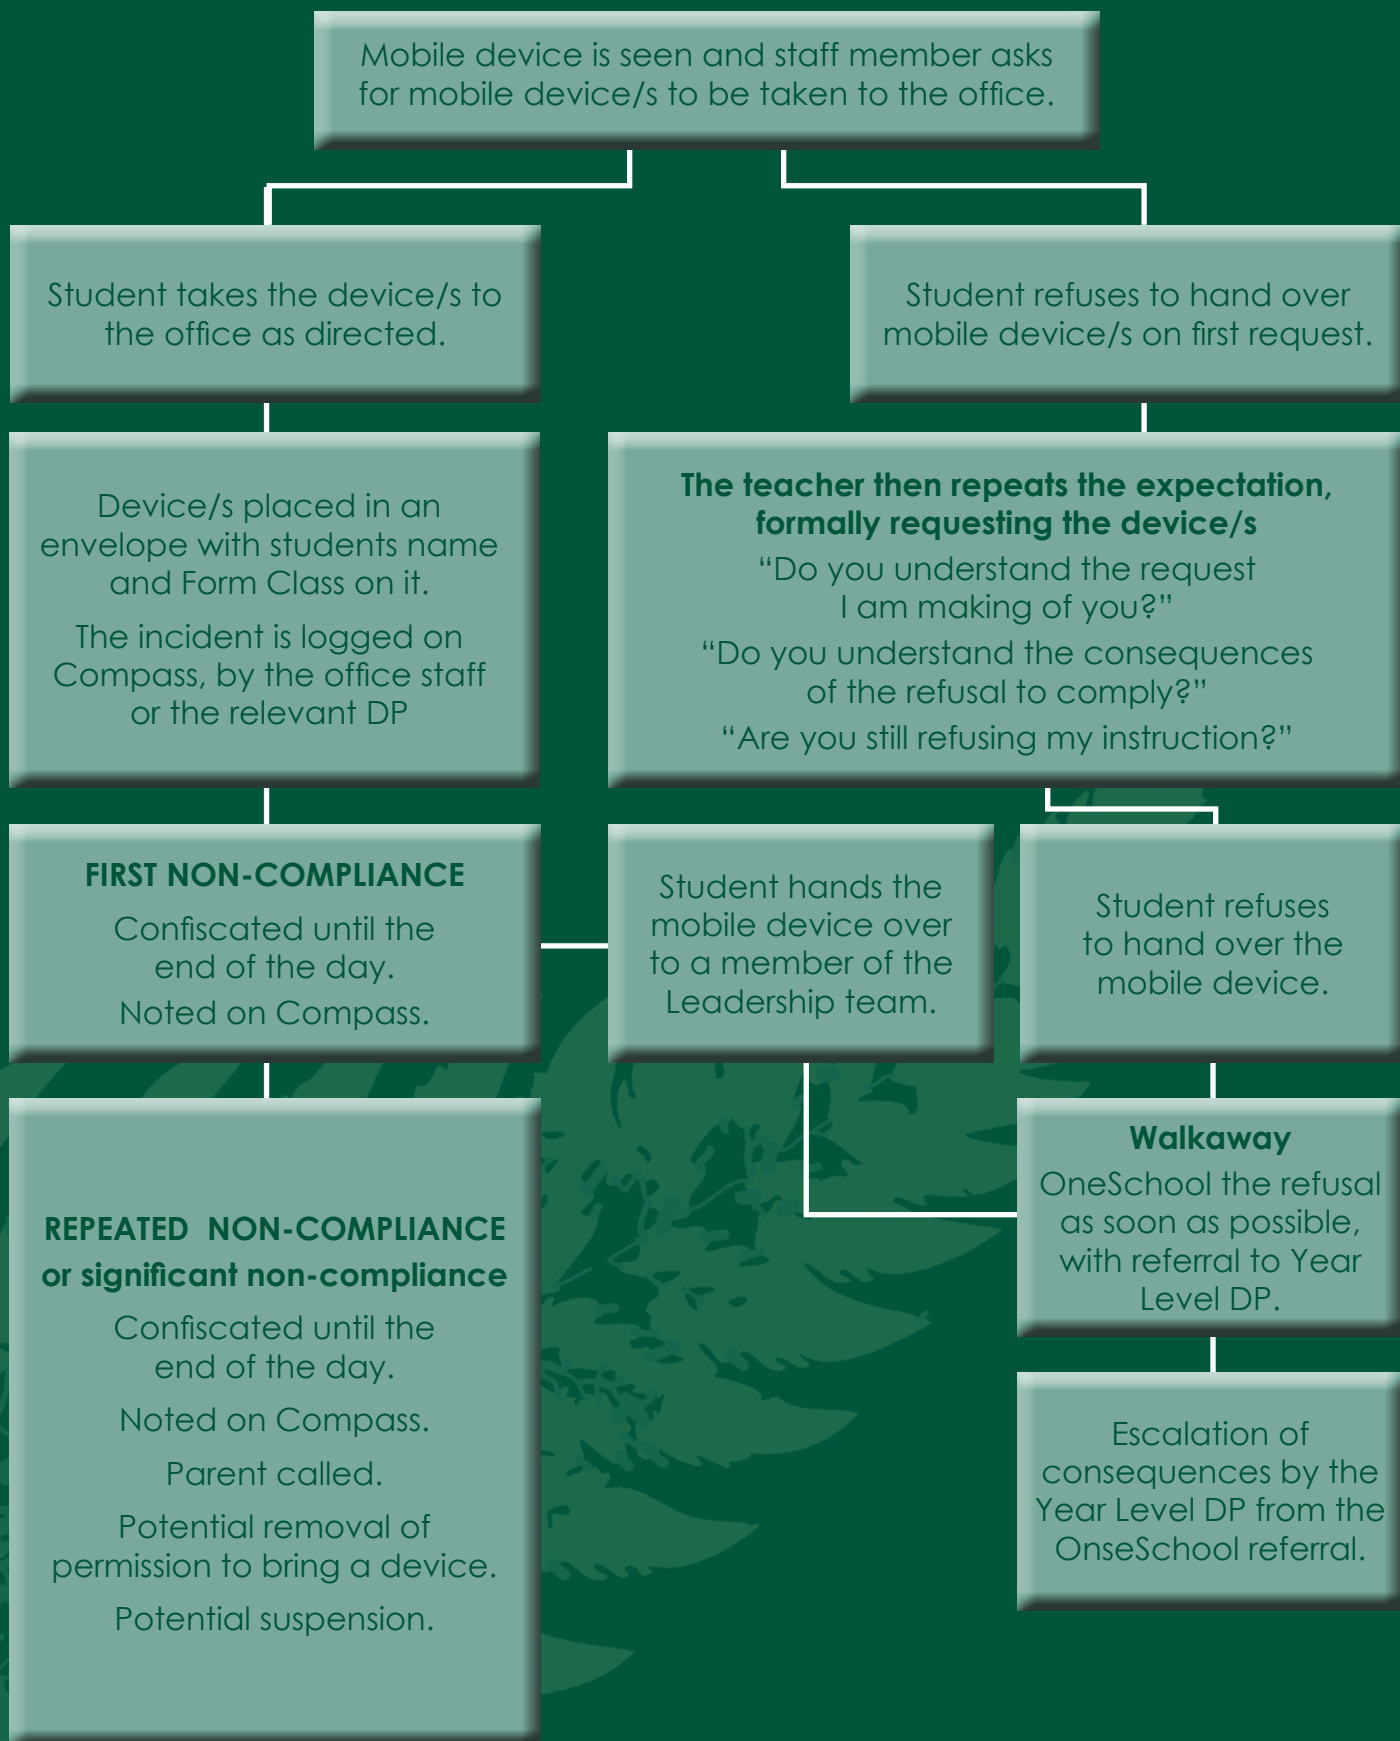 Mobile device is seen and staff member asks
for mobile device/s to be taken to the office.
Student takes the device/s to
the office as directed.
Student refuses to hand over
mobile device/s on first request.
Device/s placed in an
envelope with students name
and Form Class on it.
The incident is logged on
Compass, by the office staff
or the relevant DP
The teacher then repeats the expectation,
formally requesting the device/s
“Do you understand the request
I am making of you?”
“Do you understand the consequences
of the refusal to comply?”
“Are you still refusing my instruction?”
FIRST NON-COMPLIANCE
Confiscated until the
end of the day.
Noted on Compass.
Student hands the
mobile device over
to a member of the
Leadership team.
Student refuses
to hand over the
mobile device.
REPEATED NON-COMPLIANCE
or significant non-compliance
Confiscated until the
end of the day.
Noted on Compass.
Parent called.
Potential removal of
permission to bring a device.
Potential suspension.
Walkaway
OneSchool the refusal
as soon as possible,
with referral to Year
Level DP.
Escalation of
consequences by the
Year Level DP from the
OnseSchool referral.